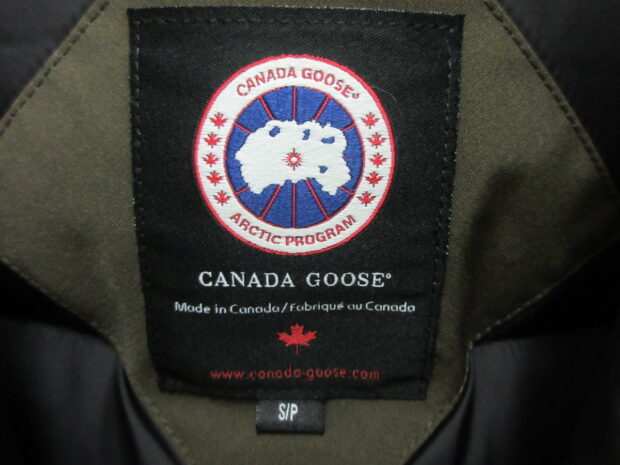 CANADA GOOSE®
ARCTIC PROGRAM
CANADA GOOSE®
Made in Canada/Fabriqué au Canada
www.canada-goose.com
S/P